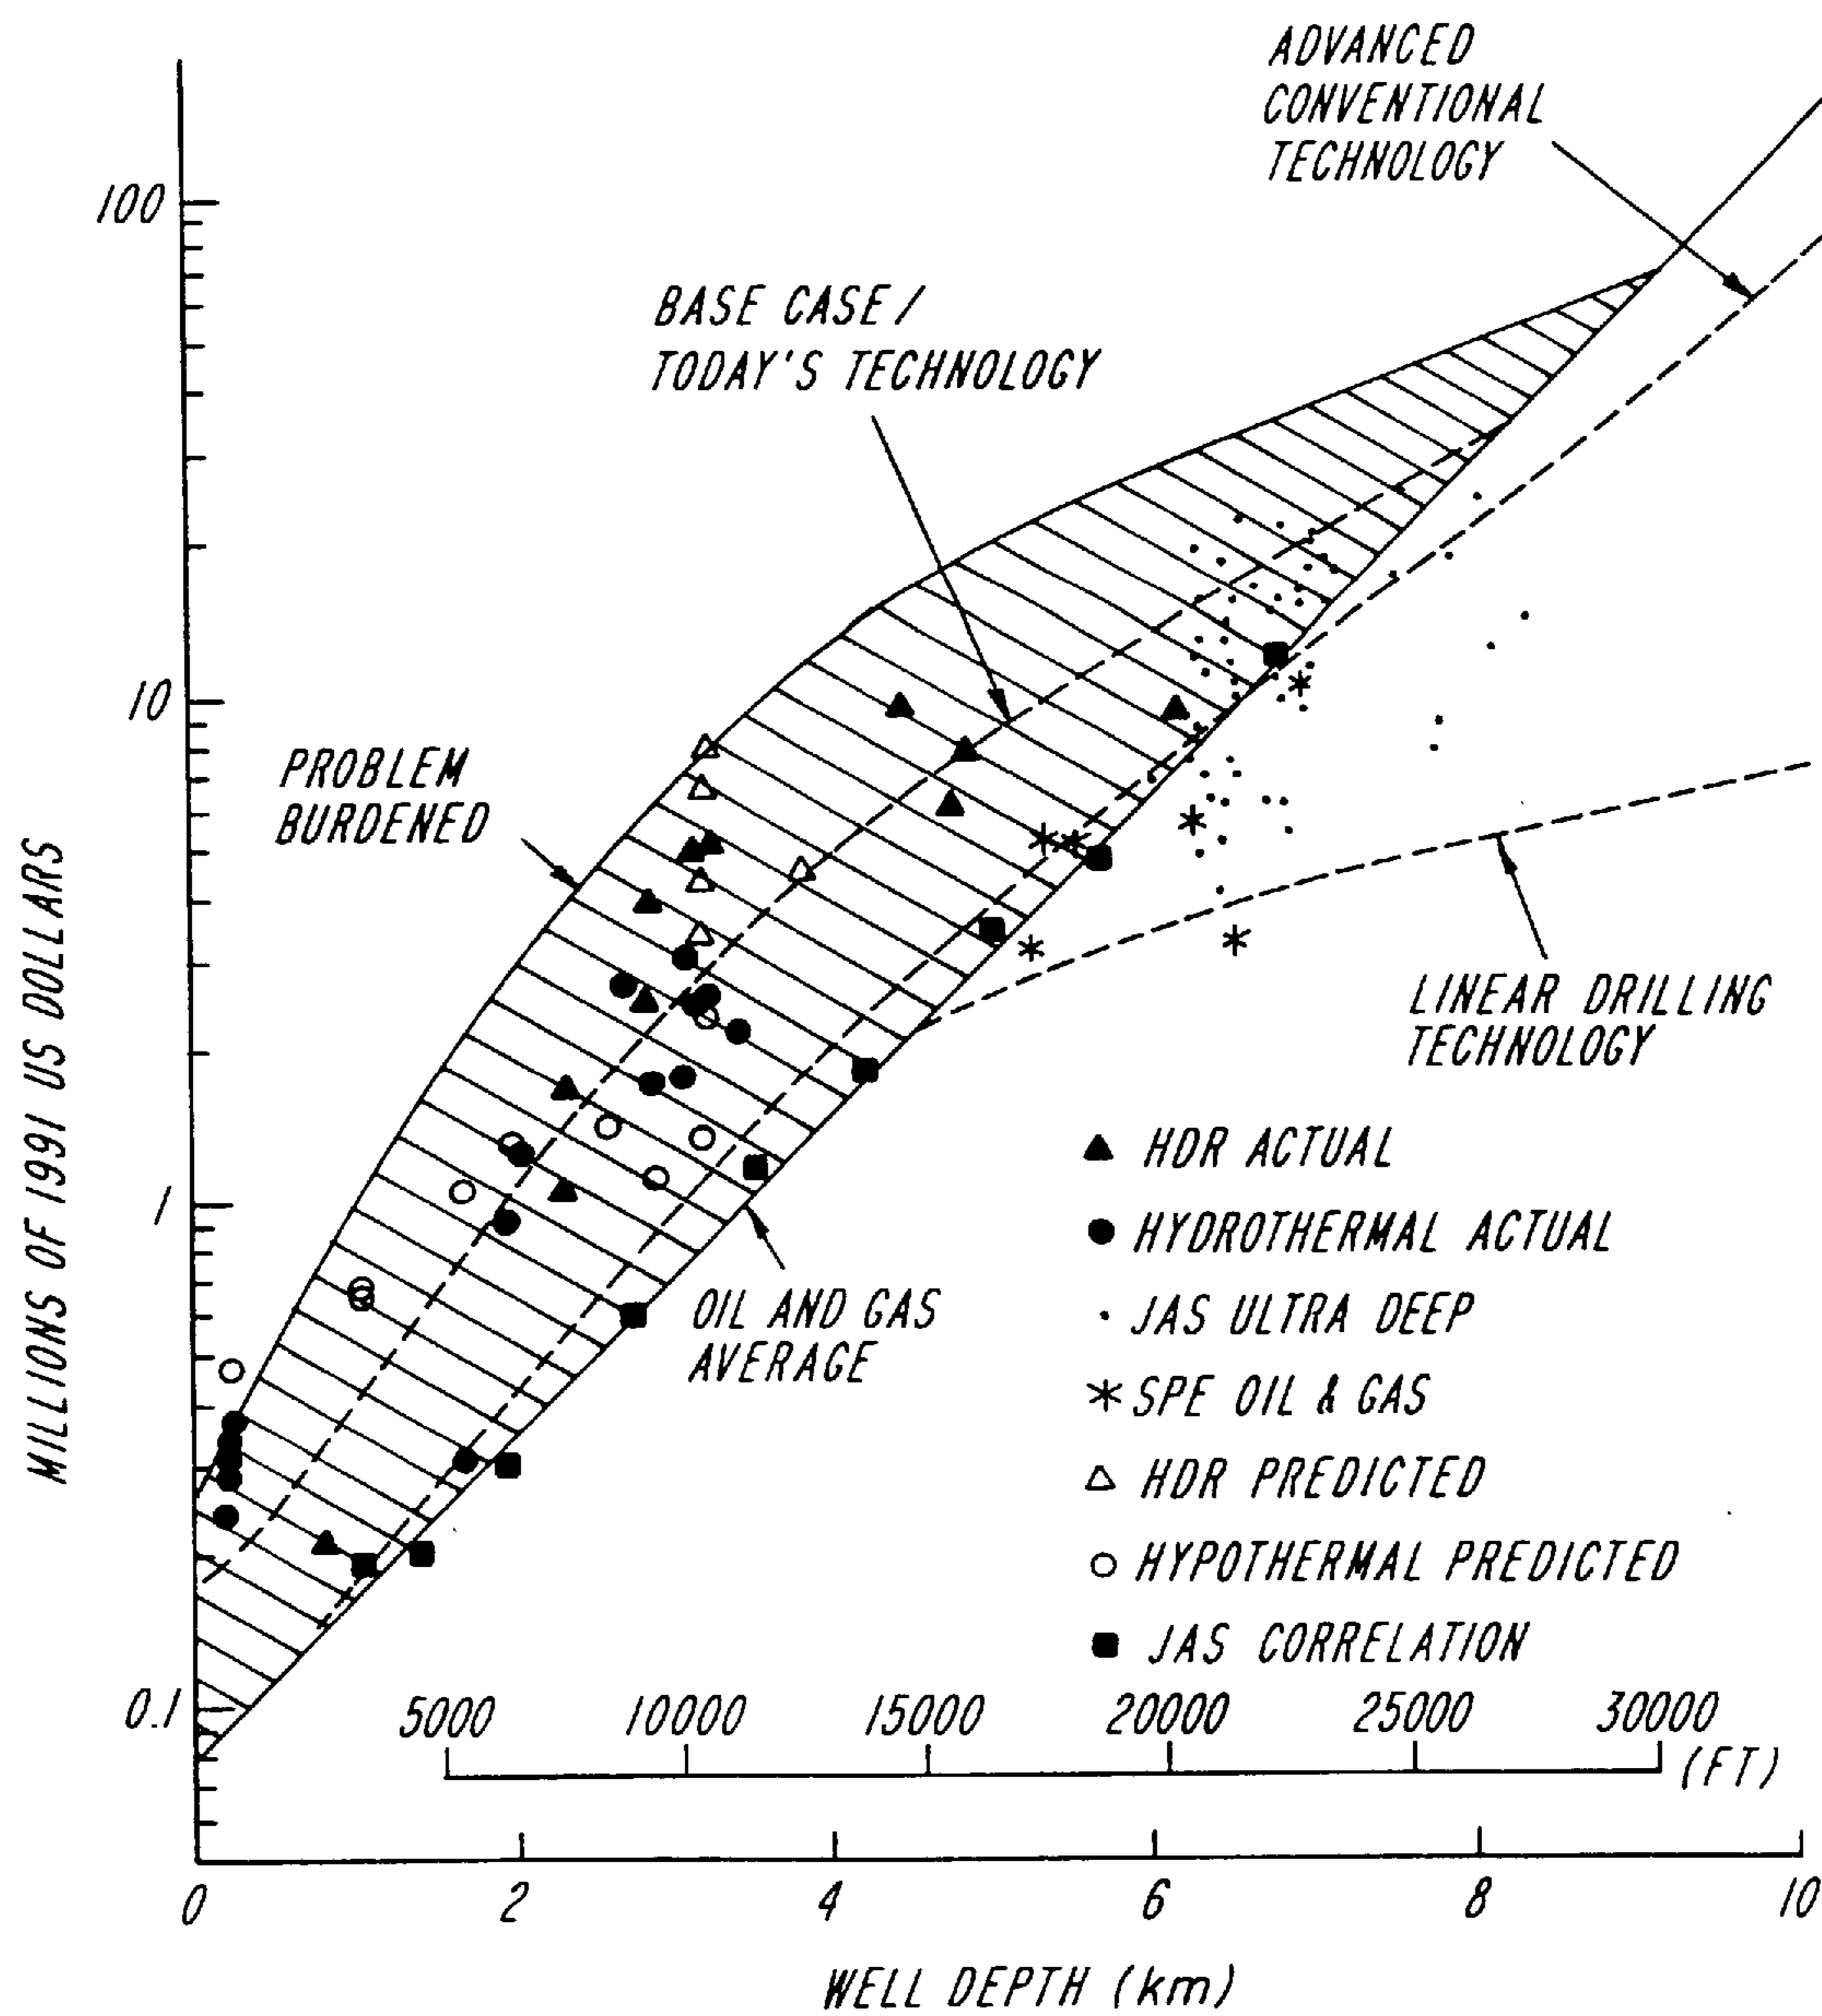 ADVANCED
CONVENTIONAL
TECHNOLOGY
100
BASE CASE /
TODAY'S TECHNOLOGY
10
PROBLEM
BURDENED
MILLIONS OF 1991 US DOLLARS
LINEAR DRILLING
TECHNOLOGY
1
OIL AND GAS
AVERAGE
HDR ACTUAL
HYDROTHERMAL ACTUAL
JAS ULTRA DEEP
SPE OIL & GAS
HDR PREDICTED
HYPOTHERMAL PREDICTED
JAS CORRELATION
0.1
5000 10000 15000 20000 25000 30000
(FT)
0 2 4 6 8 10
WELL DEPTH (km)